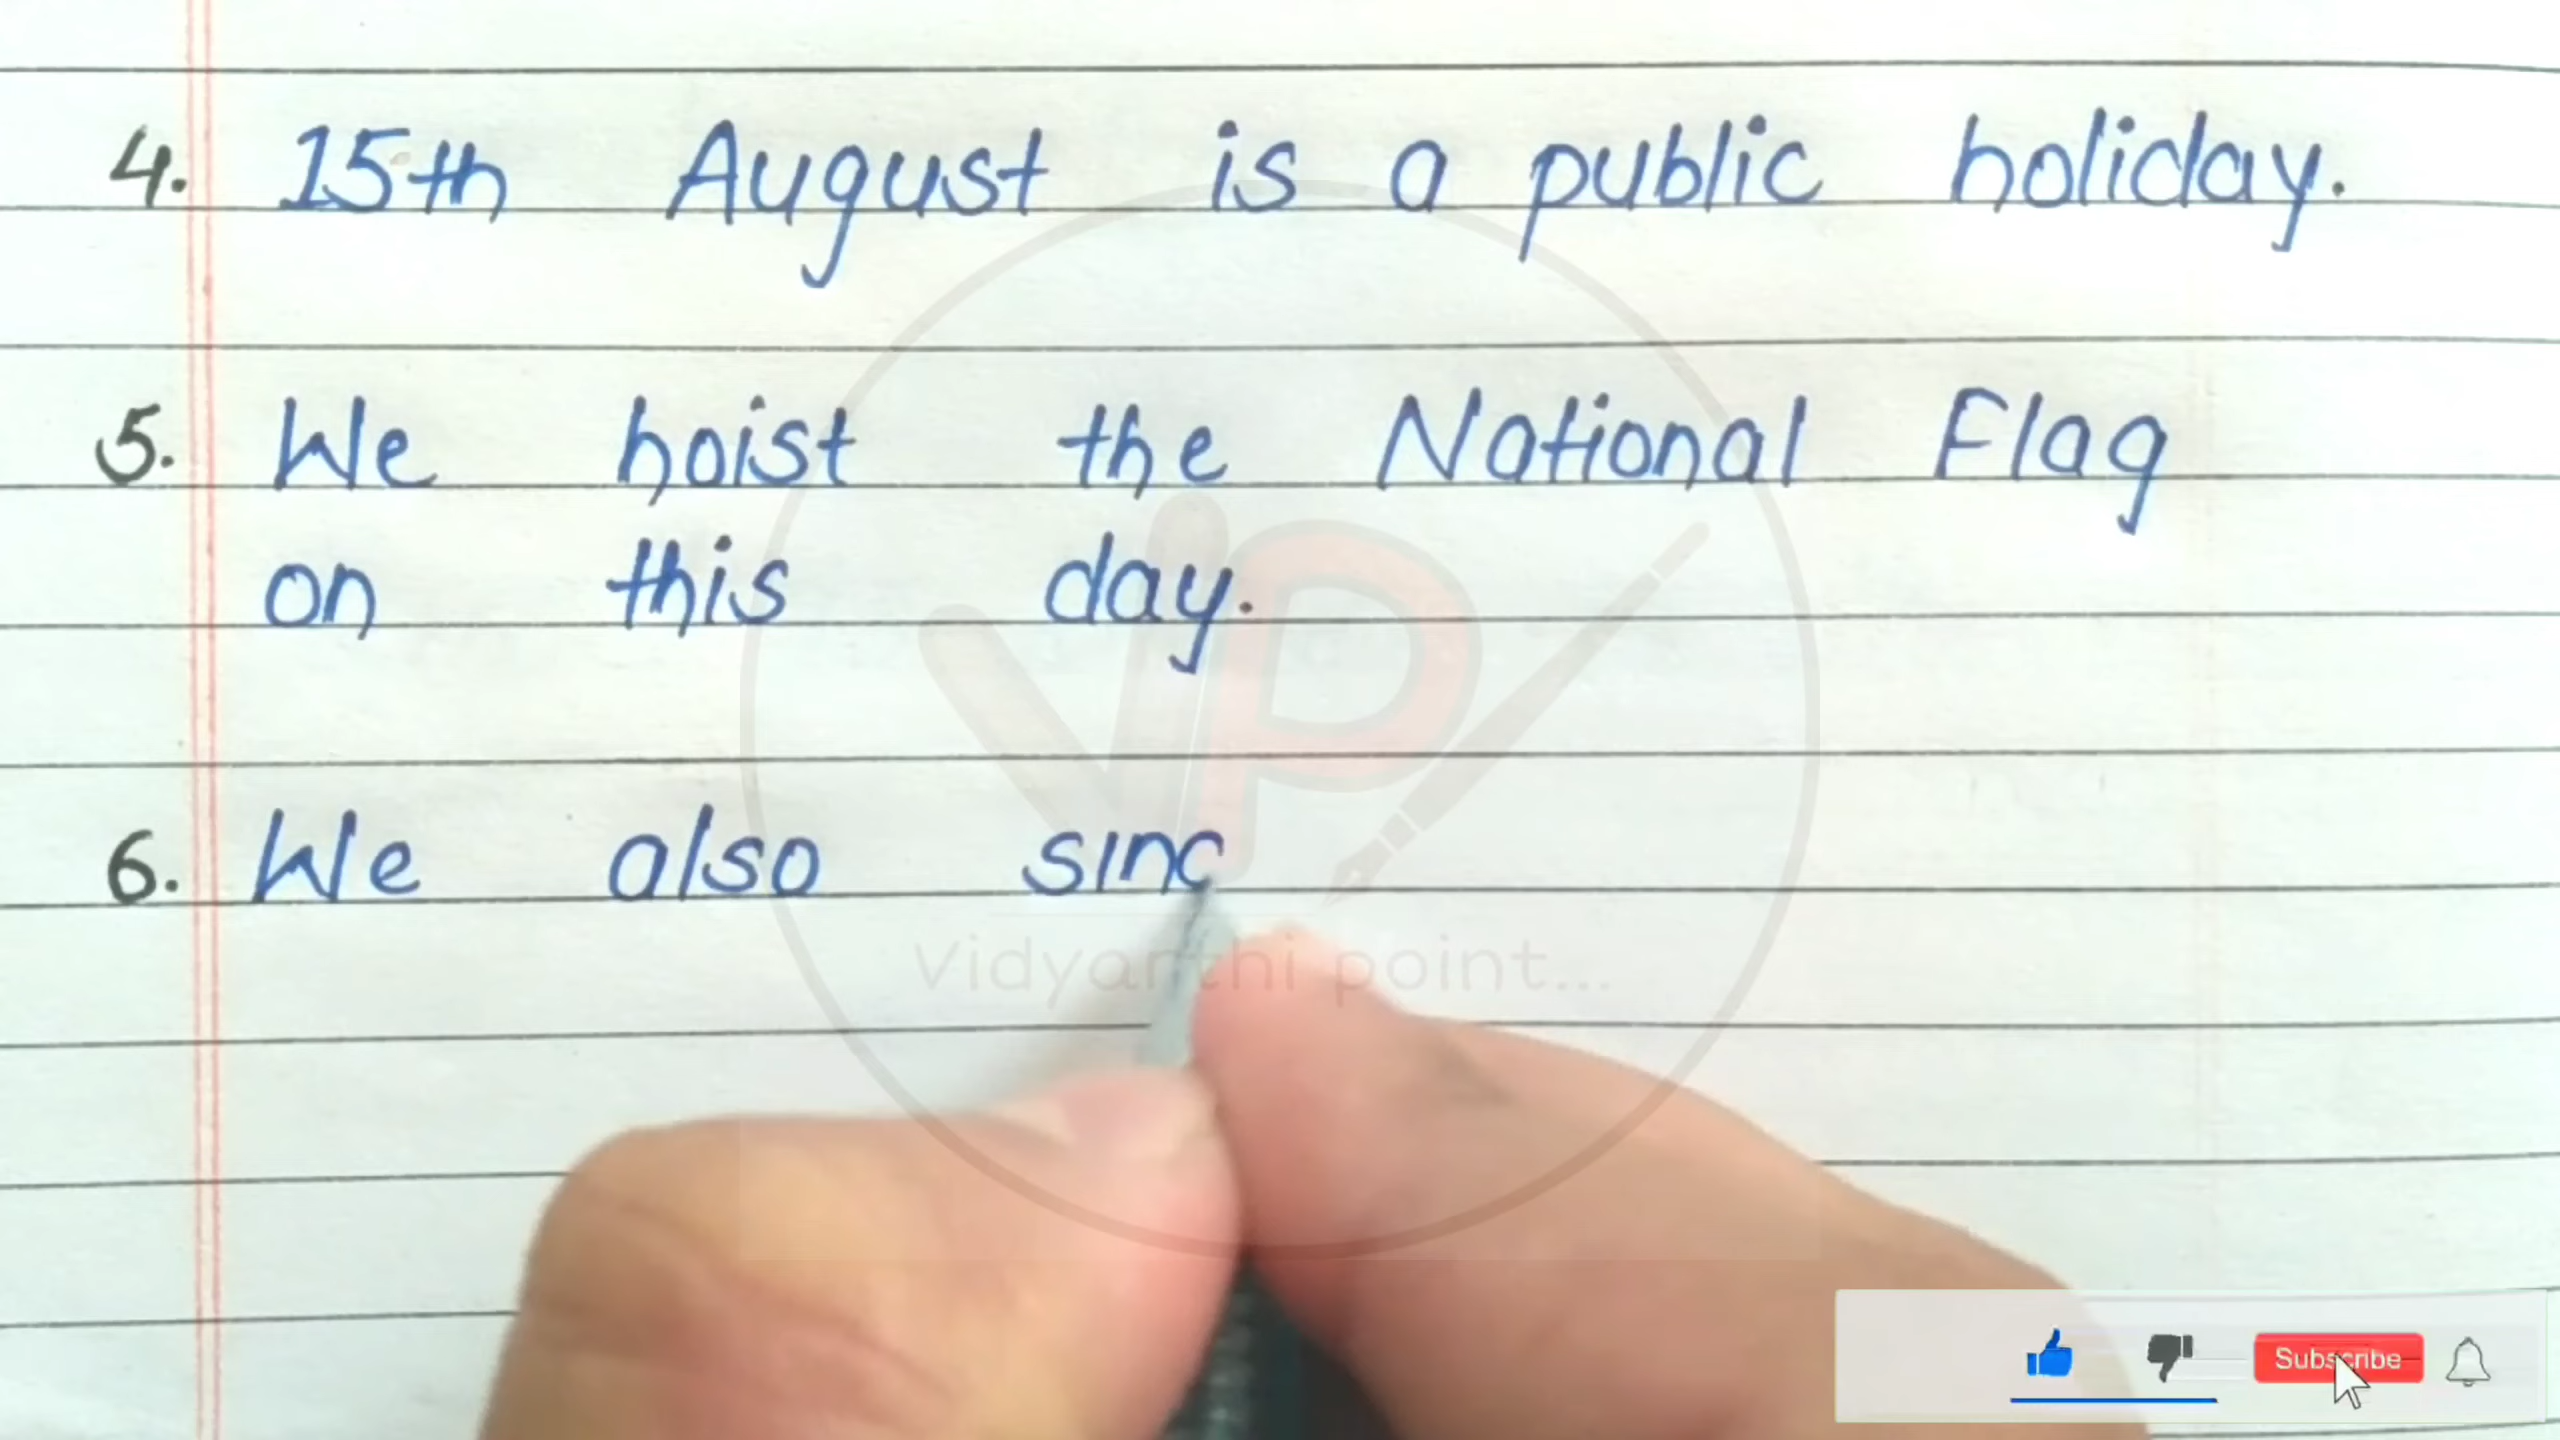 4. 15th August is a public holiday.
5. We hoist the National Flag
on this day.
6. We also sinc
Vidyarthi point...
Subscribe